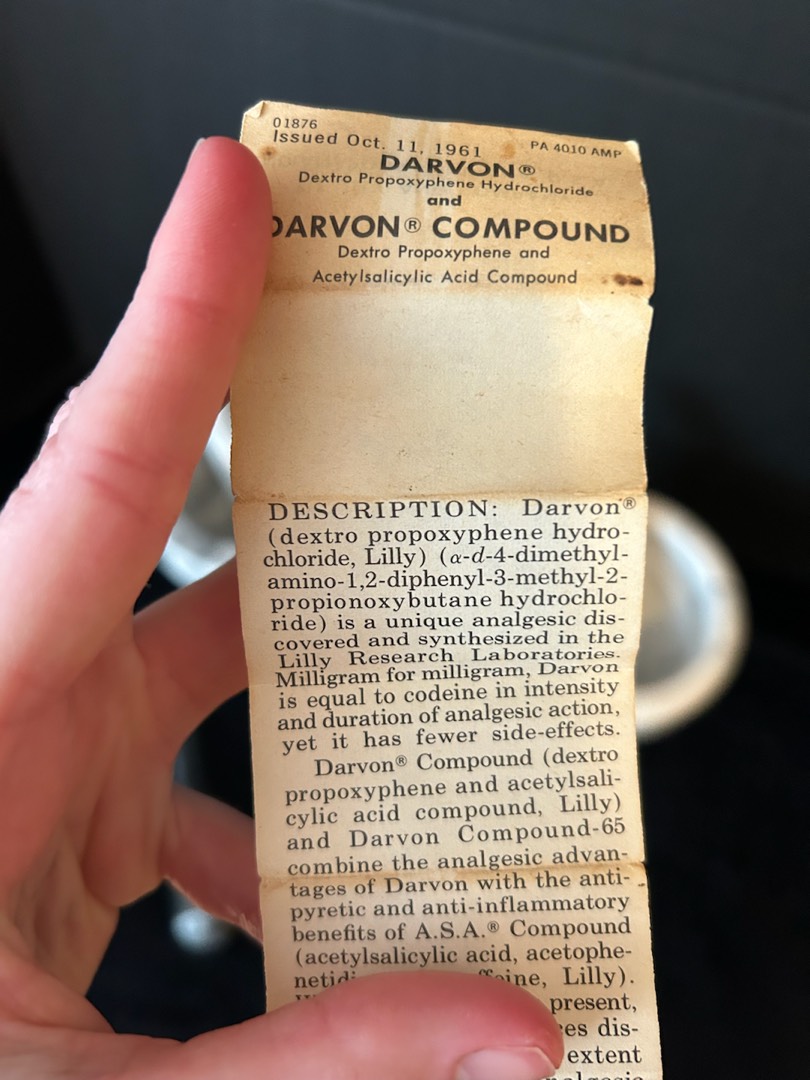 01876
Issued Oct. 11, 1961
PA 4010 AMP
DARVON®
Dextro Propoxyphene Hydrochloride
and
DARVON® COMPOUND
Dextro Propoxyphene and
Acetylsalicylic Acid Compound
DESCRIPTION: Darvon®
(dextro propoxyphene hydro-
chloride, Lilly) (α-d-4-dimethyl-
amino-1,2-diphenyl-3-methyl-2-
propionoxybutane hydrochlo-
ride) is a unique analgesic dis-
covered and synthesized in the
Lilly Research Laboratories.
Milligram for milligram, Darvon
is equal to codeine in intensity
and duration of analgesic action,
yet it has fewer side-effects.
Darvon® Compound (dextro
propoxyphene and acetylsali-
cylic acid compound, Lilly)
and Darvon Compound-65
combine the analgesic advan-
tages of Darvon with the anti-
pyretic and anti-inflammatory
benefits of A.S.A.® Compound
(acetylsalicylic acid, acetophe-
Lilly).
present,
dis-
extent